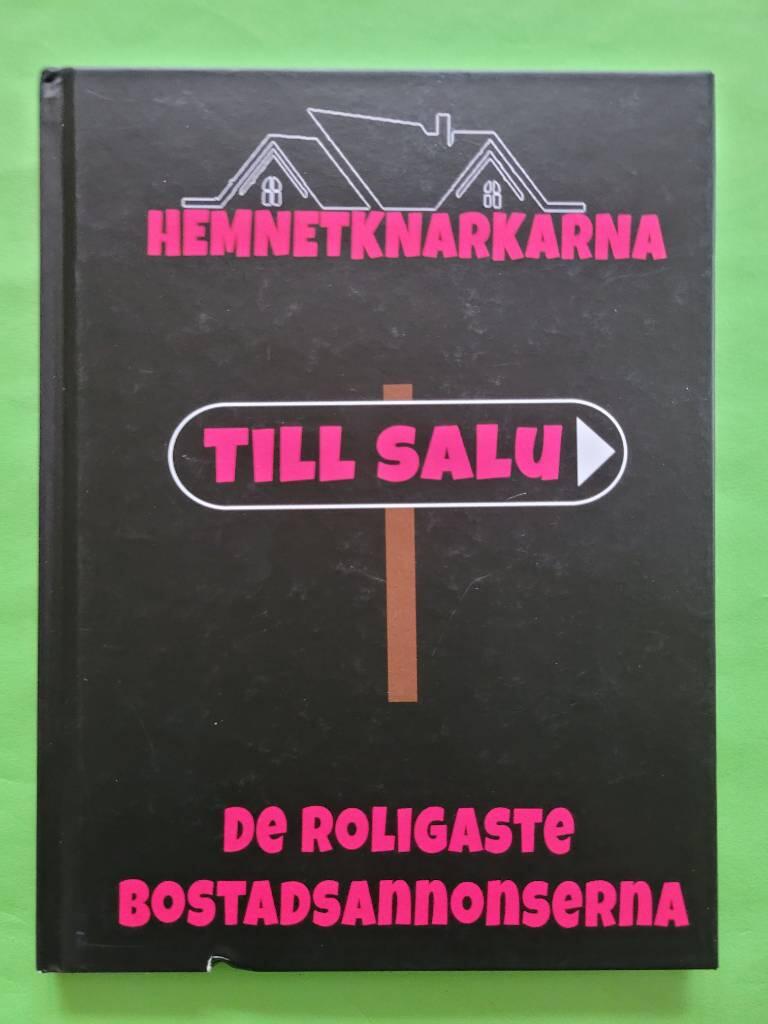 HEMNETKNARKARNA
TILL SALU
De ROLIGASTE
BOSTADSANNONSERNA